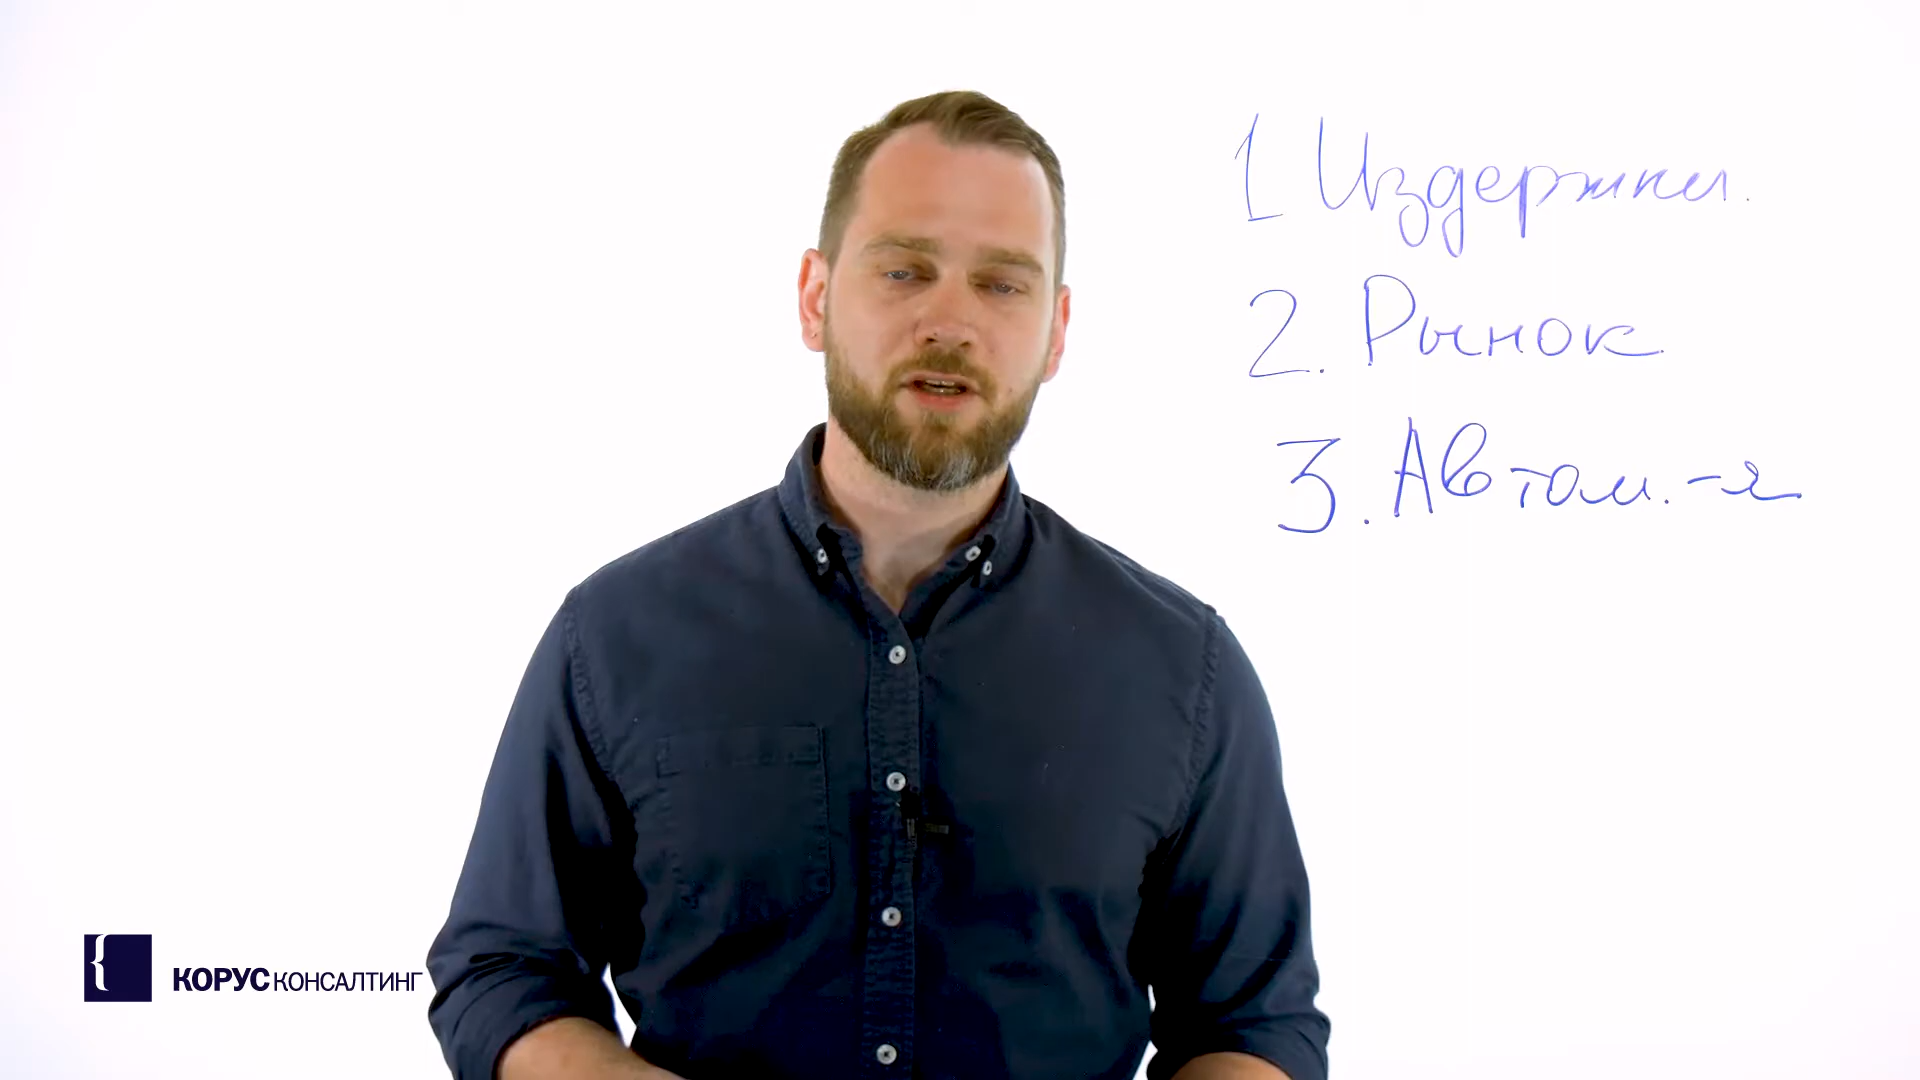 1 Издержки.
2. Рынок
3. Автом.-я
КОРУС КОНСАЛТИНГ